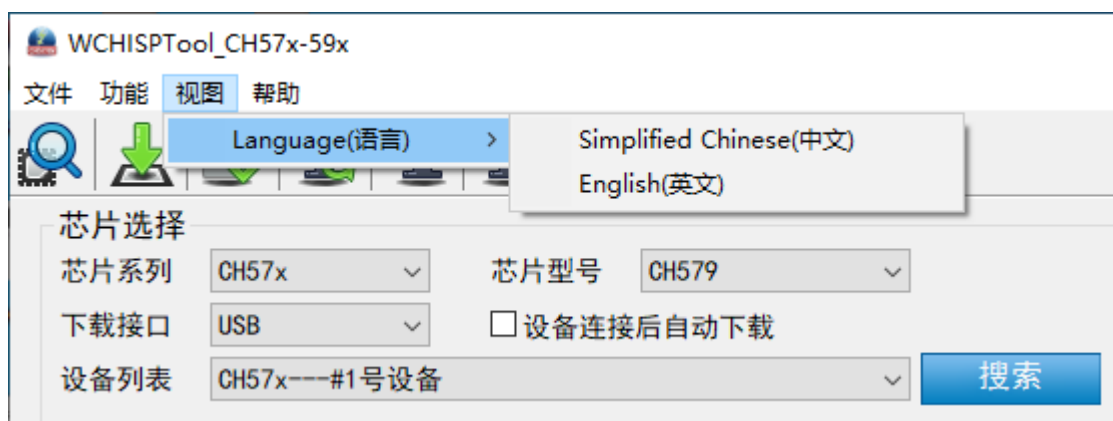 WCHISPTool_CH57x-59x
文件 功能 视图 帮助
Language(语言) Simplified Chinese(中文)
English(英文)
芯片选择
芯片系列 CH57x 芯片型号 CH579
下载接口 USB 设备连接后自动下载
设备列表 CH57x---#1号设备 搜索